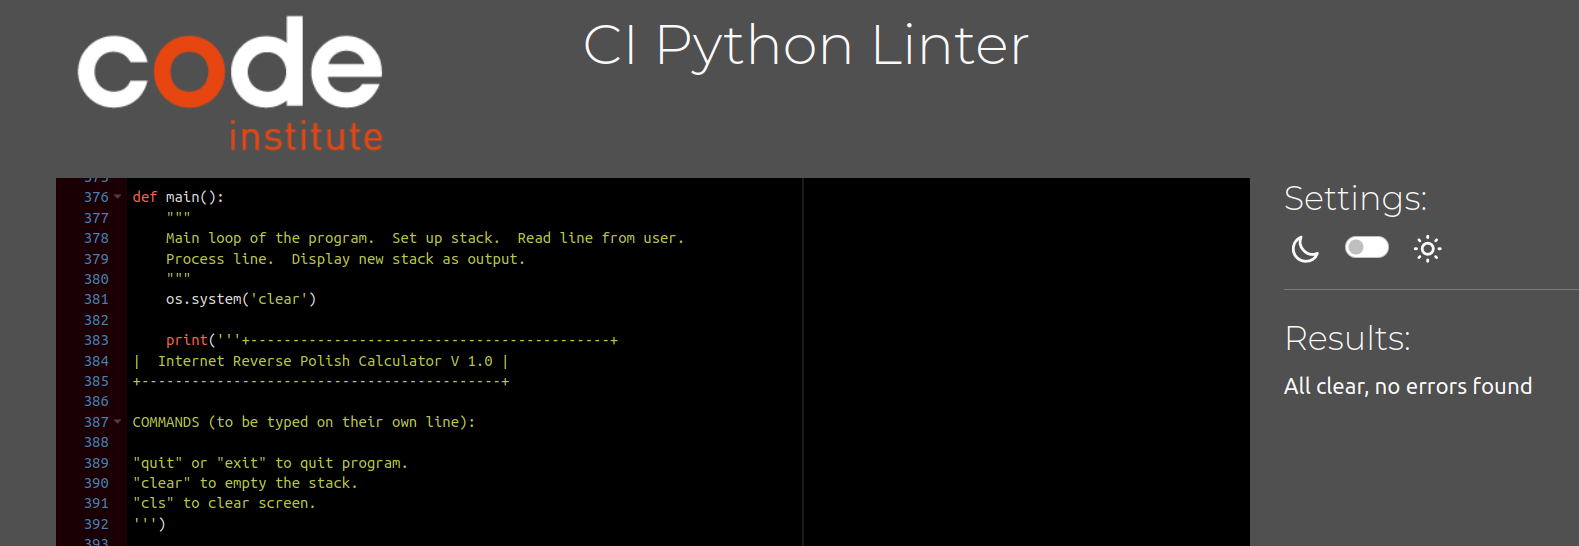 code
institute
CI Python Linter
375
376 def main():
377     """
378     Main loop of the program.  Set up stack.  Read line from user.
379     Process line.  Display new stack as output.
380     """
381     os.system('clear')
382
383     print('''+-------------------------------------------+
384 |  Internet Reverse Polish Calculator V 1.0 |
385 +-------------------------------------------+
386
387 COMMANDS (to be typed on their own line):
388
389 "quit" or "exit" to quit program.
390 "clear" to empty the stack.
391 "cls" to clear screen.
392 ''')
393
Settings:
Results:
All clear, no errors found